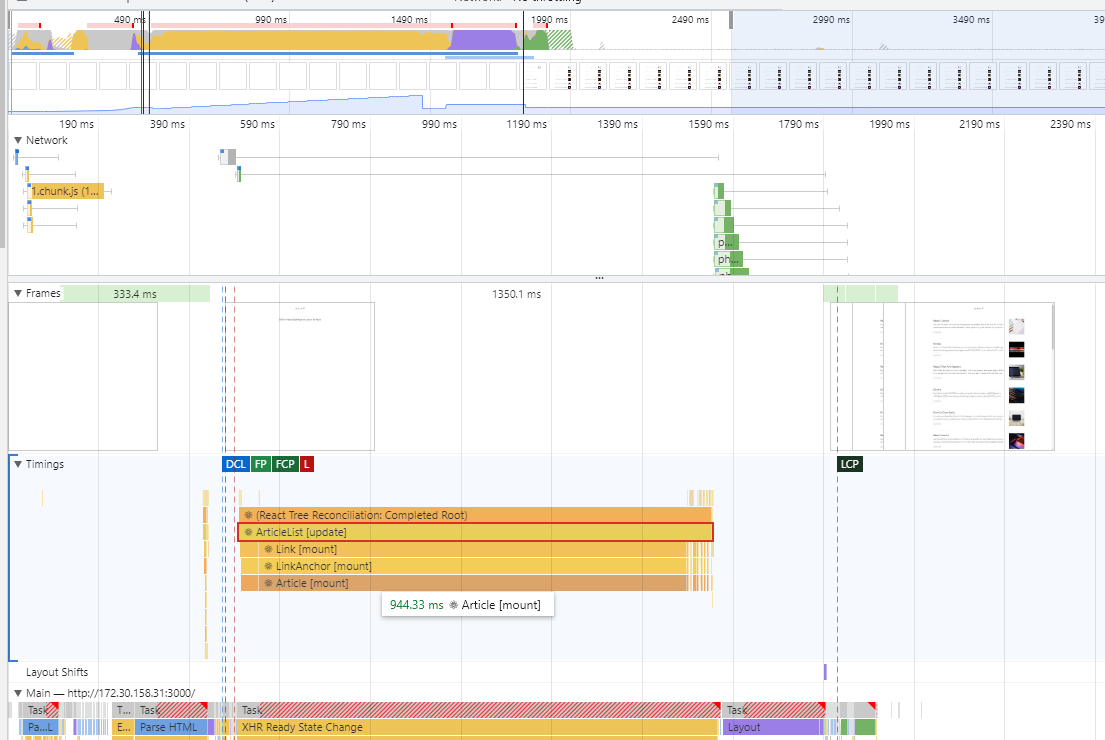 490 ms 990 ms 1490 ms 1990 ms 2490 ms 2990 ms 3490 ms
190 ms 390 ms 590 ms 790 ms 990 ms 1190 ms 1390 ms 1590 ms 1790 ms 1990 ms 2190 ms 2390 ms
▼ Network
1.chunk.js (1...
p...
ph...
▼ Frames 333.4 ms 1350.1 ms
▼ Timings DCL FP FCP L LCP
(React Tree Reconciliation: Completed Root)
ArticleList [update]
Link [mount]
LinkAnchor [mount]
Article [mount]
944.33 ms Article [mount]
Layout Shifts
▼ Main — http://172.30.158.31:3000/
Task T... Task Task Task
Pa...L E... Parse HTML XHR Ready State Change Layout